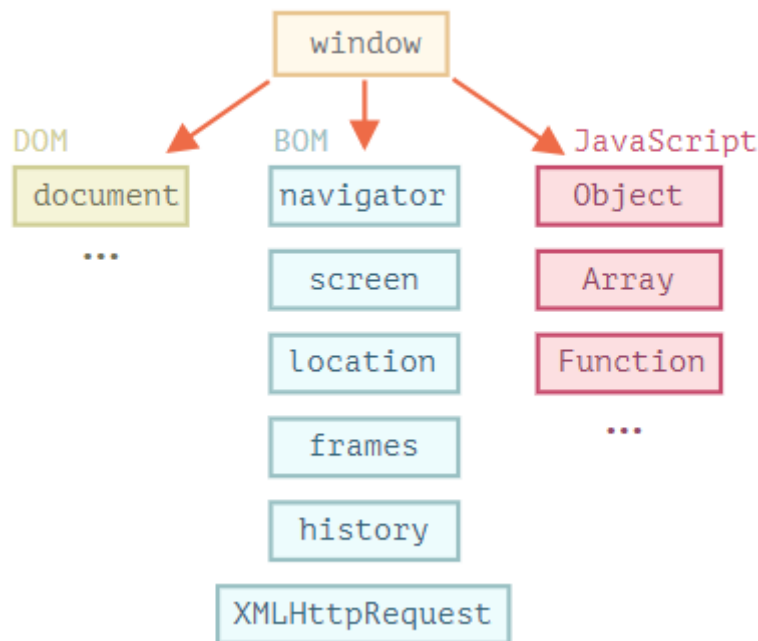 window
DOM
BOM
JavaScript
document
navigator
Object
...
screen
Array
location
Function
frames
...
history
XMLHttpRequest